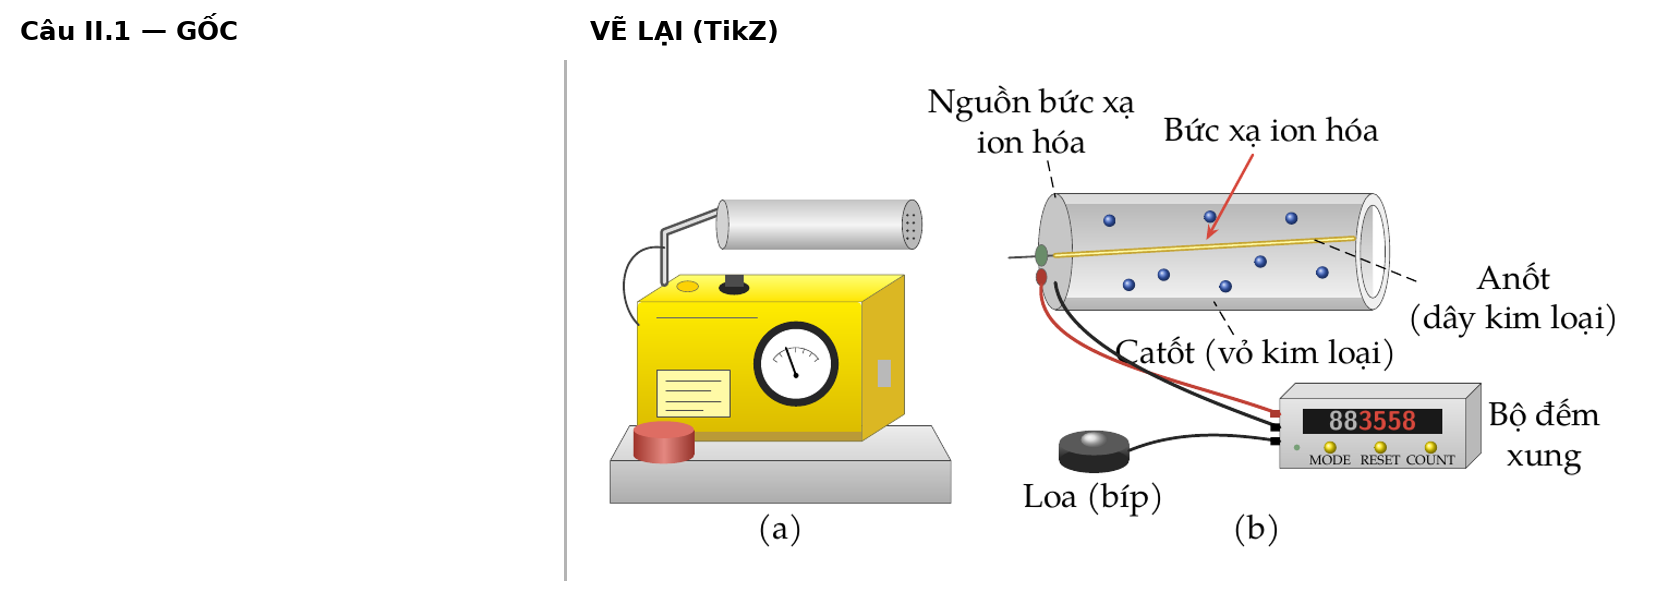 Câu II.1 — GỐC
VẼ LẠI (TikZ)
Nguồn bức xạ
ion hóa
Bức xạ ion hóa
Anốt
(dây kim loại)
Catốt (vỏ kim loại)
883558
MODE RESET COUNT
Bộ đếm
xung
Loa (bíp)
(a)
(b)